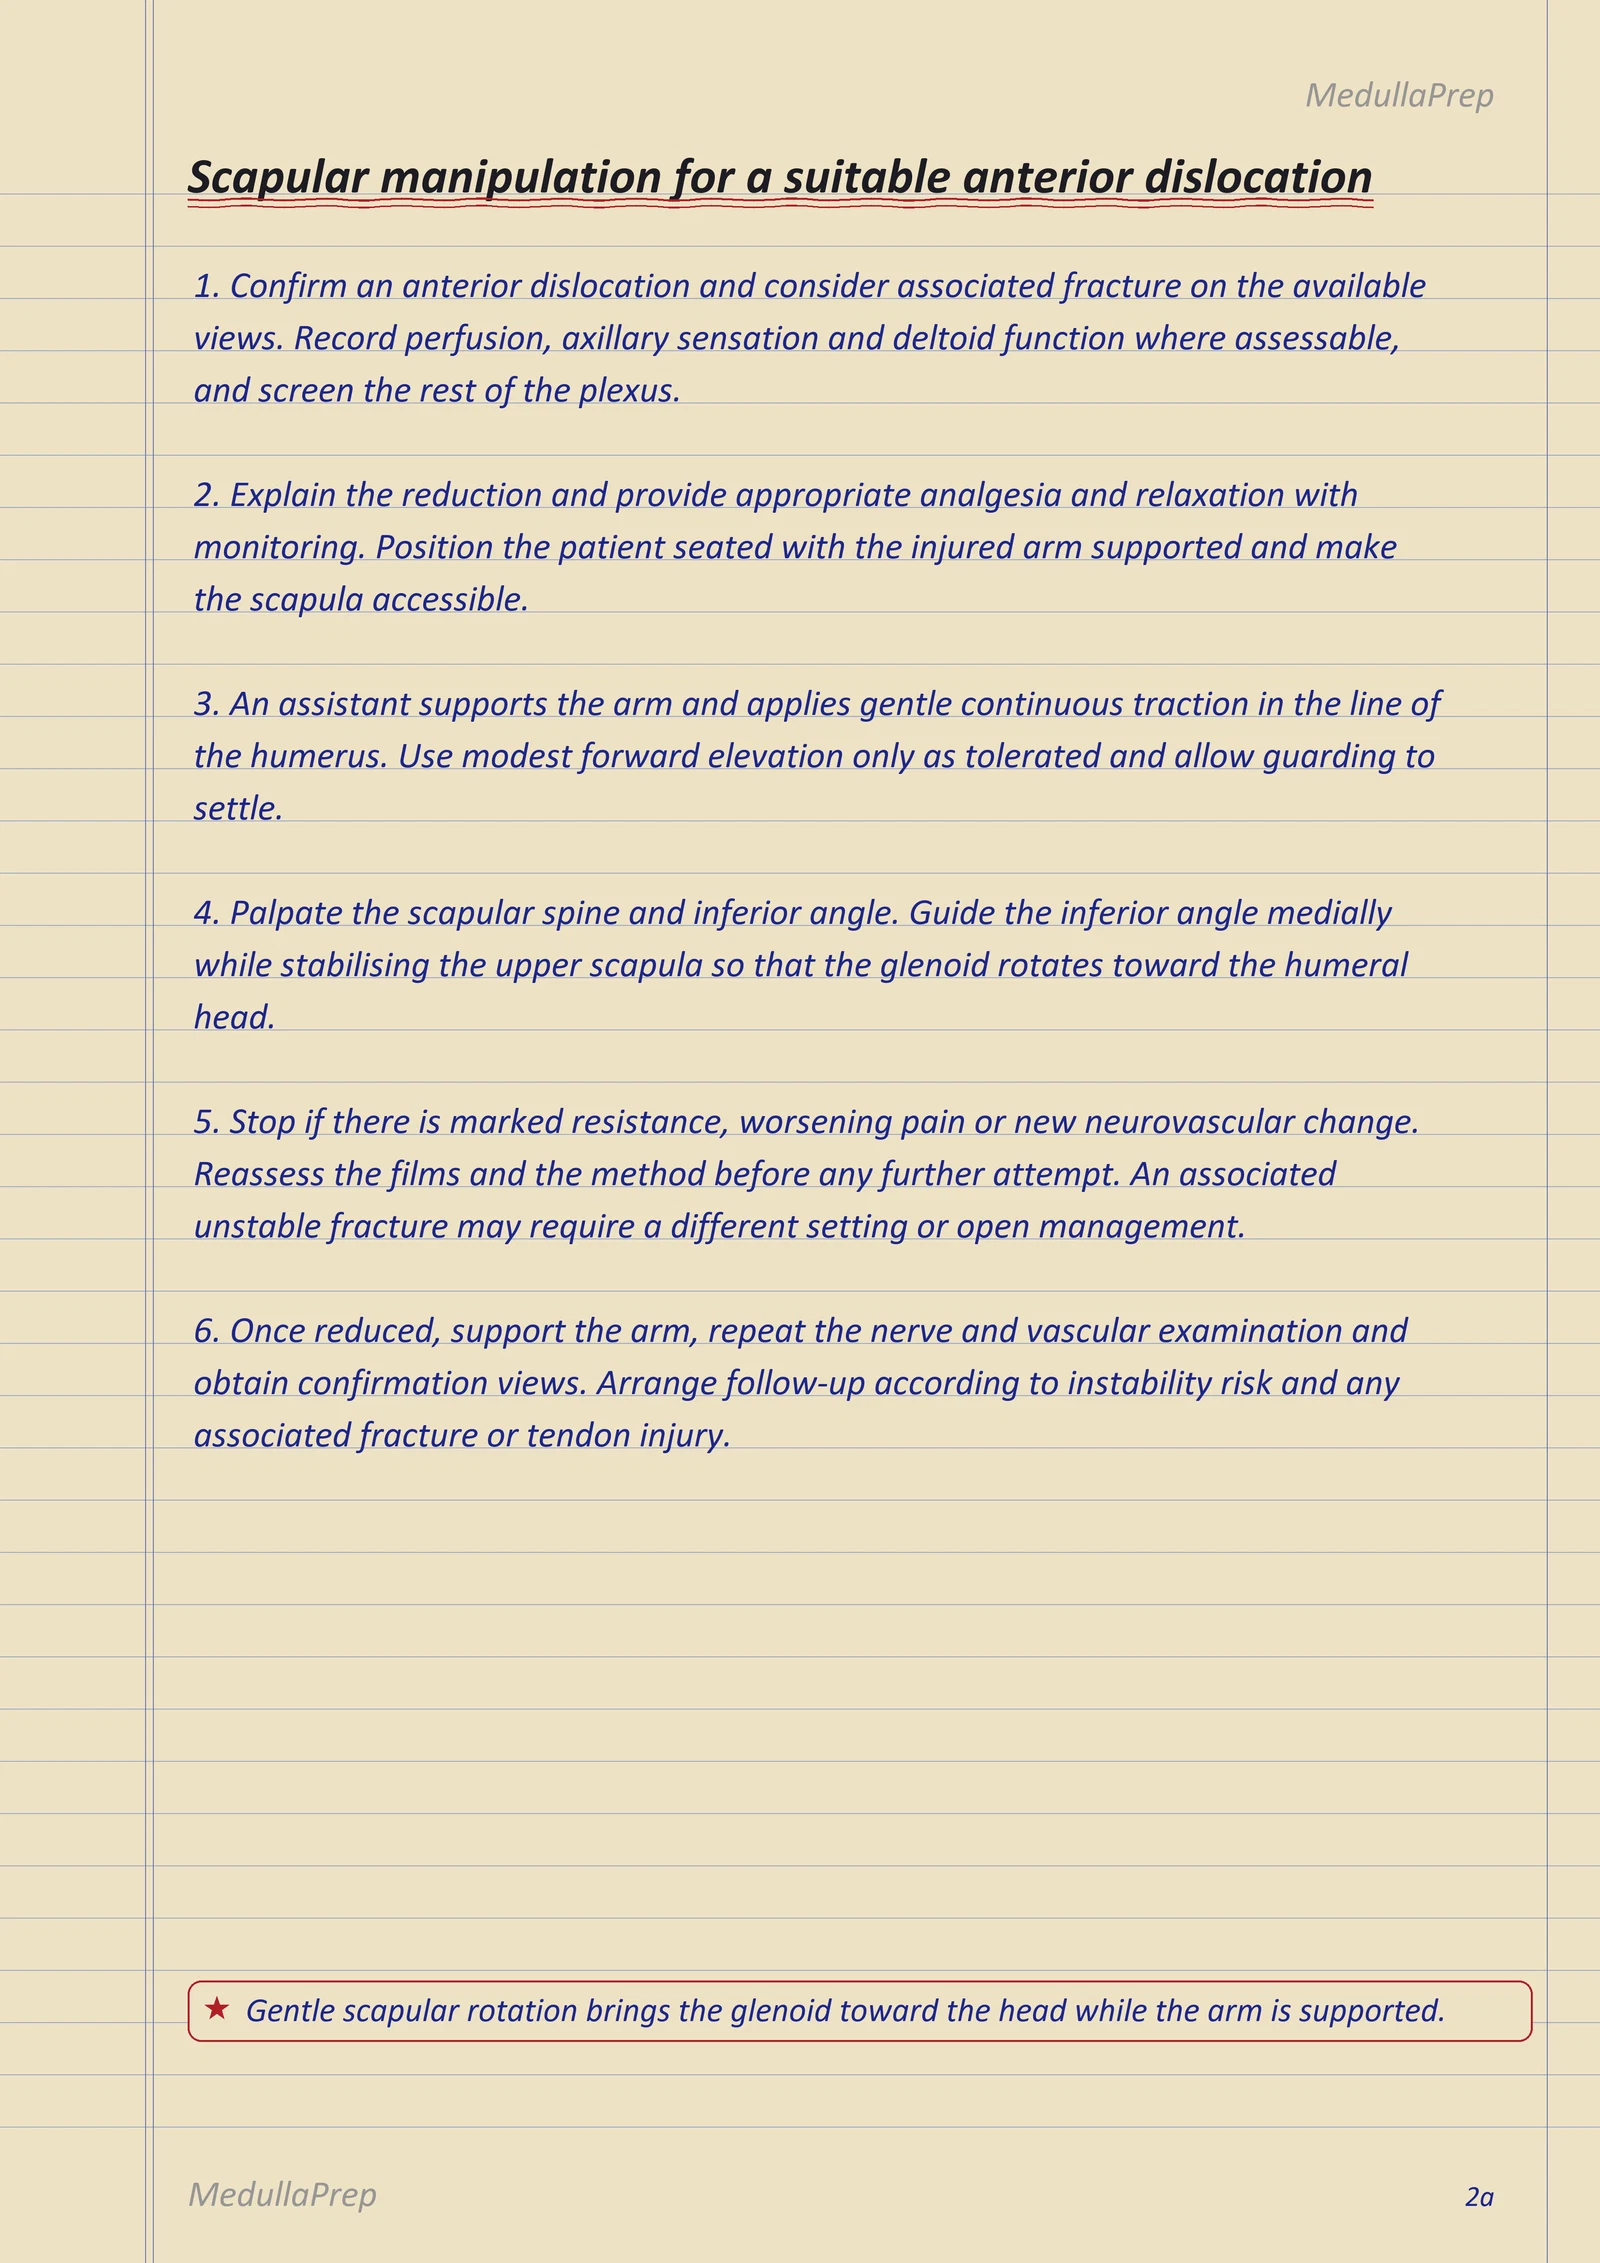 MedullaPrep
Scapular manipulation for a suitable anterior dislocation
1. Confirm an anterior dislocation and consider associated fracture on the available
views. Record perfusion, axillary sensation and deltoid function where assessable,
and screen the rest of the plexus.
2. Explain the reduction and provide appropriate analgesia and relaxation with
monitoring. Position the patient seated with the injured arm supported and make
the scapula accessible.
3. An assistant supports the arm and applies gentle continuous traction in the line of
the humerus. Use modest forward elevation only as tolerated and allow guarding to
settle.
4. Palpate the scapular spine and inferior angle. Guide the inferior angle medially
while stabilising the upper scapula so that the glenoid rotates toward the humeral
head.
5. Stop if there is marked resistance, worsening pain or new neurovascular change.
Reassess the films and the method before any further attempt. An associated
unstable fracture may require a different setting or open management.
6. Once reduced, support the arm, repeat the nerve and vascular examination and
obtain confirmation views. Arrange follow-up according to instability risk and any
associated fracture or tendon injury.
★ Gentle scapular rotation brings the glenoid toward the head while the arm is supported.
MedullaPrep
2a